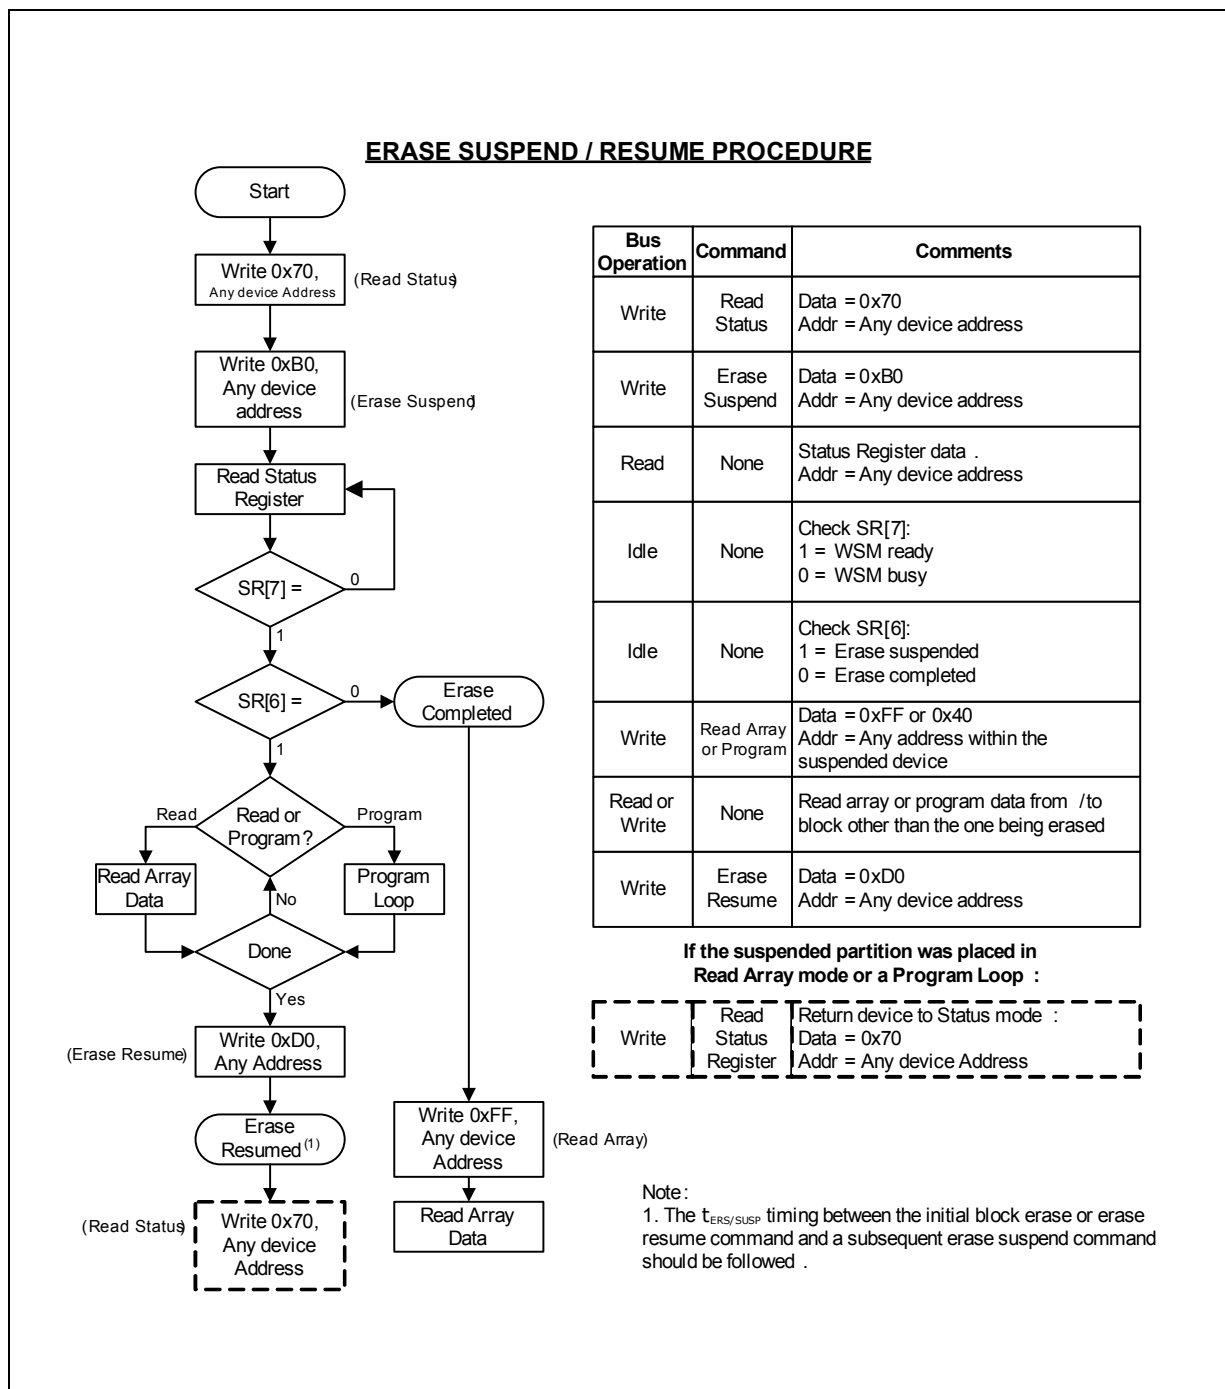 ERASE SUSPEND / RESUME PROCEDURE
Start
Write 0x70,
Any device Address
(Read Status)
Write 0xB0,
Any device
address
(Erase Suspend)
Read Status
Register
SR[7] =
0
1
SR[6] =
0
Erase
Completed
1
Read or
Program?
Read
Program
Read Array
Data
Program
Loop
No
Done
Yes
(Erase Resume)
Write 0xD0,
Any Address
Erase
Resumed (1)
(Read Status)
Write 0x70,
Any device
Address
Write 0xFF,
Any device
Address
(Read Array)
Read Array
Data
Bus
Operation
Command
Comments
Write
Read
Status
Data = 0x70
Addr = Any device address
Write
Erase
Suspend
Data = 0xB0
Addr = Any device address
Read
None
Status Register data .
Addr = Any device address
Idle
None
Check SR[7]:
1 = WSM ready
0 = WSM busy
Idle
None
Check SR[6]:
1 = Erase suspended
0 = Erase completed
Write
Read Array
or Program
Data = 0xFF or 0x40
Addr = Any address within the
suspended device
Read or
Write
None
Read array or program data from /to
block other than the one being erased
Write
Erase
Resume
Data = 0xD0
Addr = Any device address
If the suspended partition was placed in
Read Array mode or a Program Loop :
Write
Read
Status
Register
Return device to Status mode :
Data = 0x70
Addr = Any device Address
Note:
1. The tERS/SUSP timing between the initial block erase or erase
resume command and a subsequent erase suspend command
should be followed .